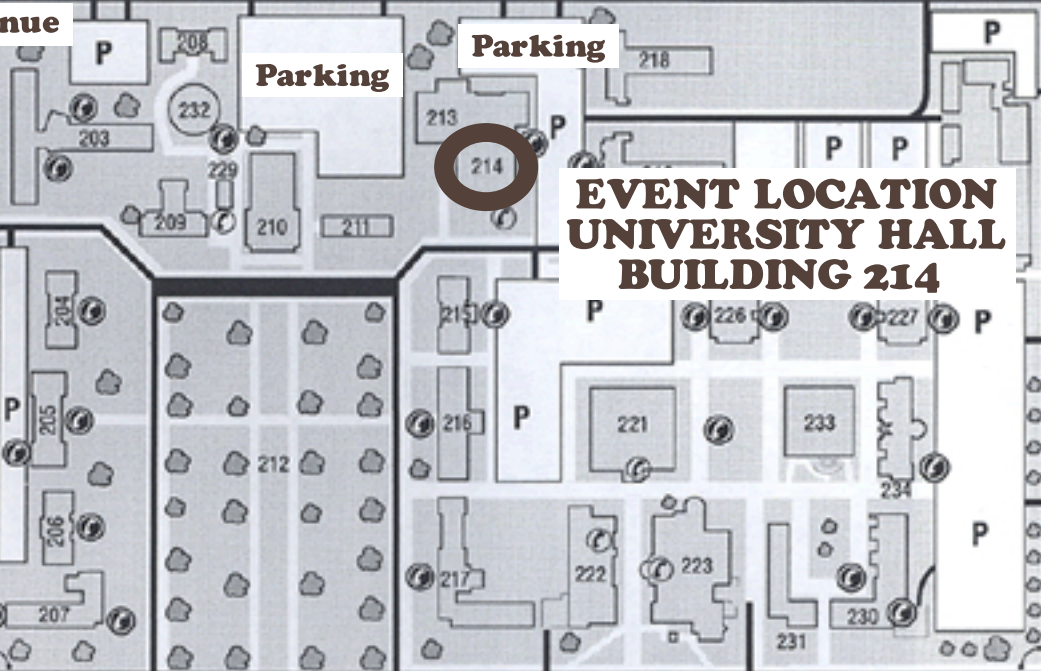 nue
P
208
Parking
Parking
218
P
232
213
P
203
214
P
P
229
EVENT LOCATION
UNIVERSITY HALL
BUILDING 214
209
210
211
204
215
P
226
227
P
P
205
216
P
221
233
212
234
206
P
217
222
223
207
230
231